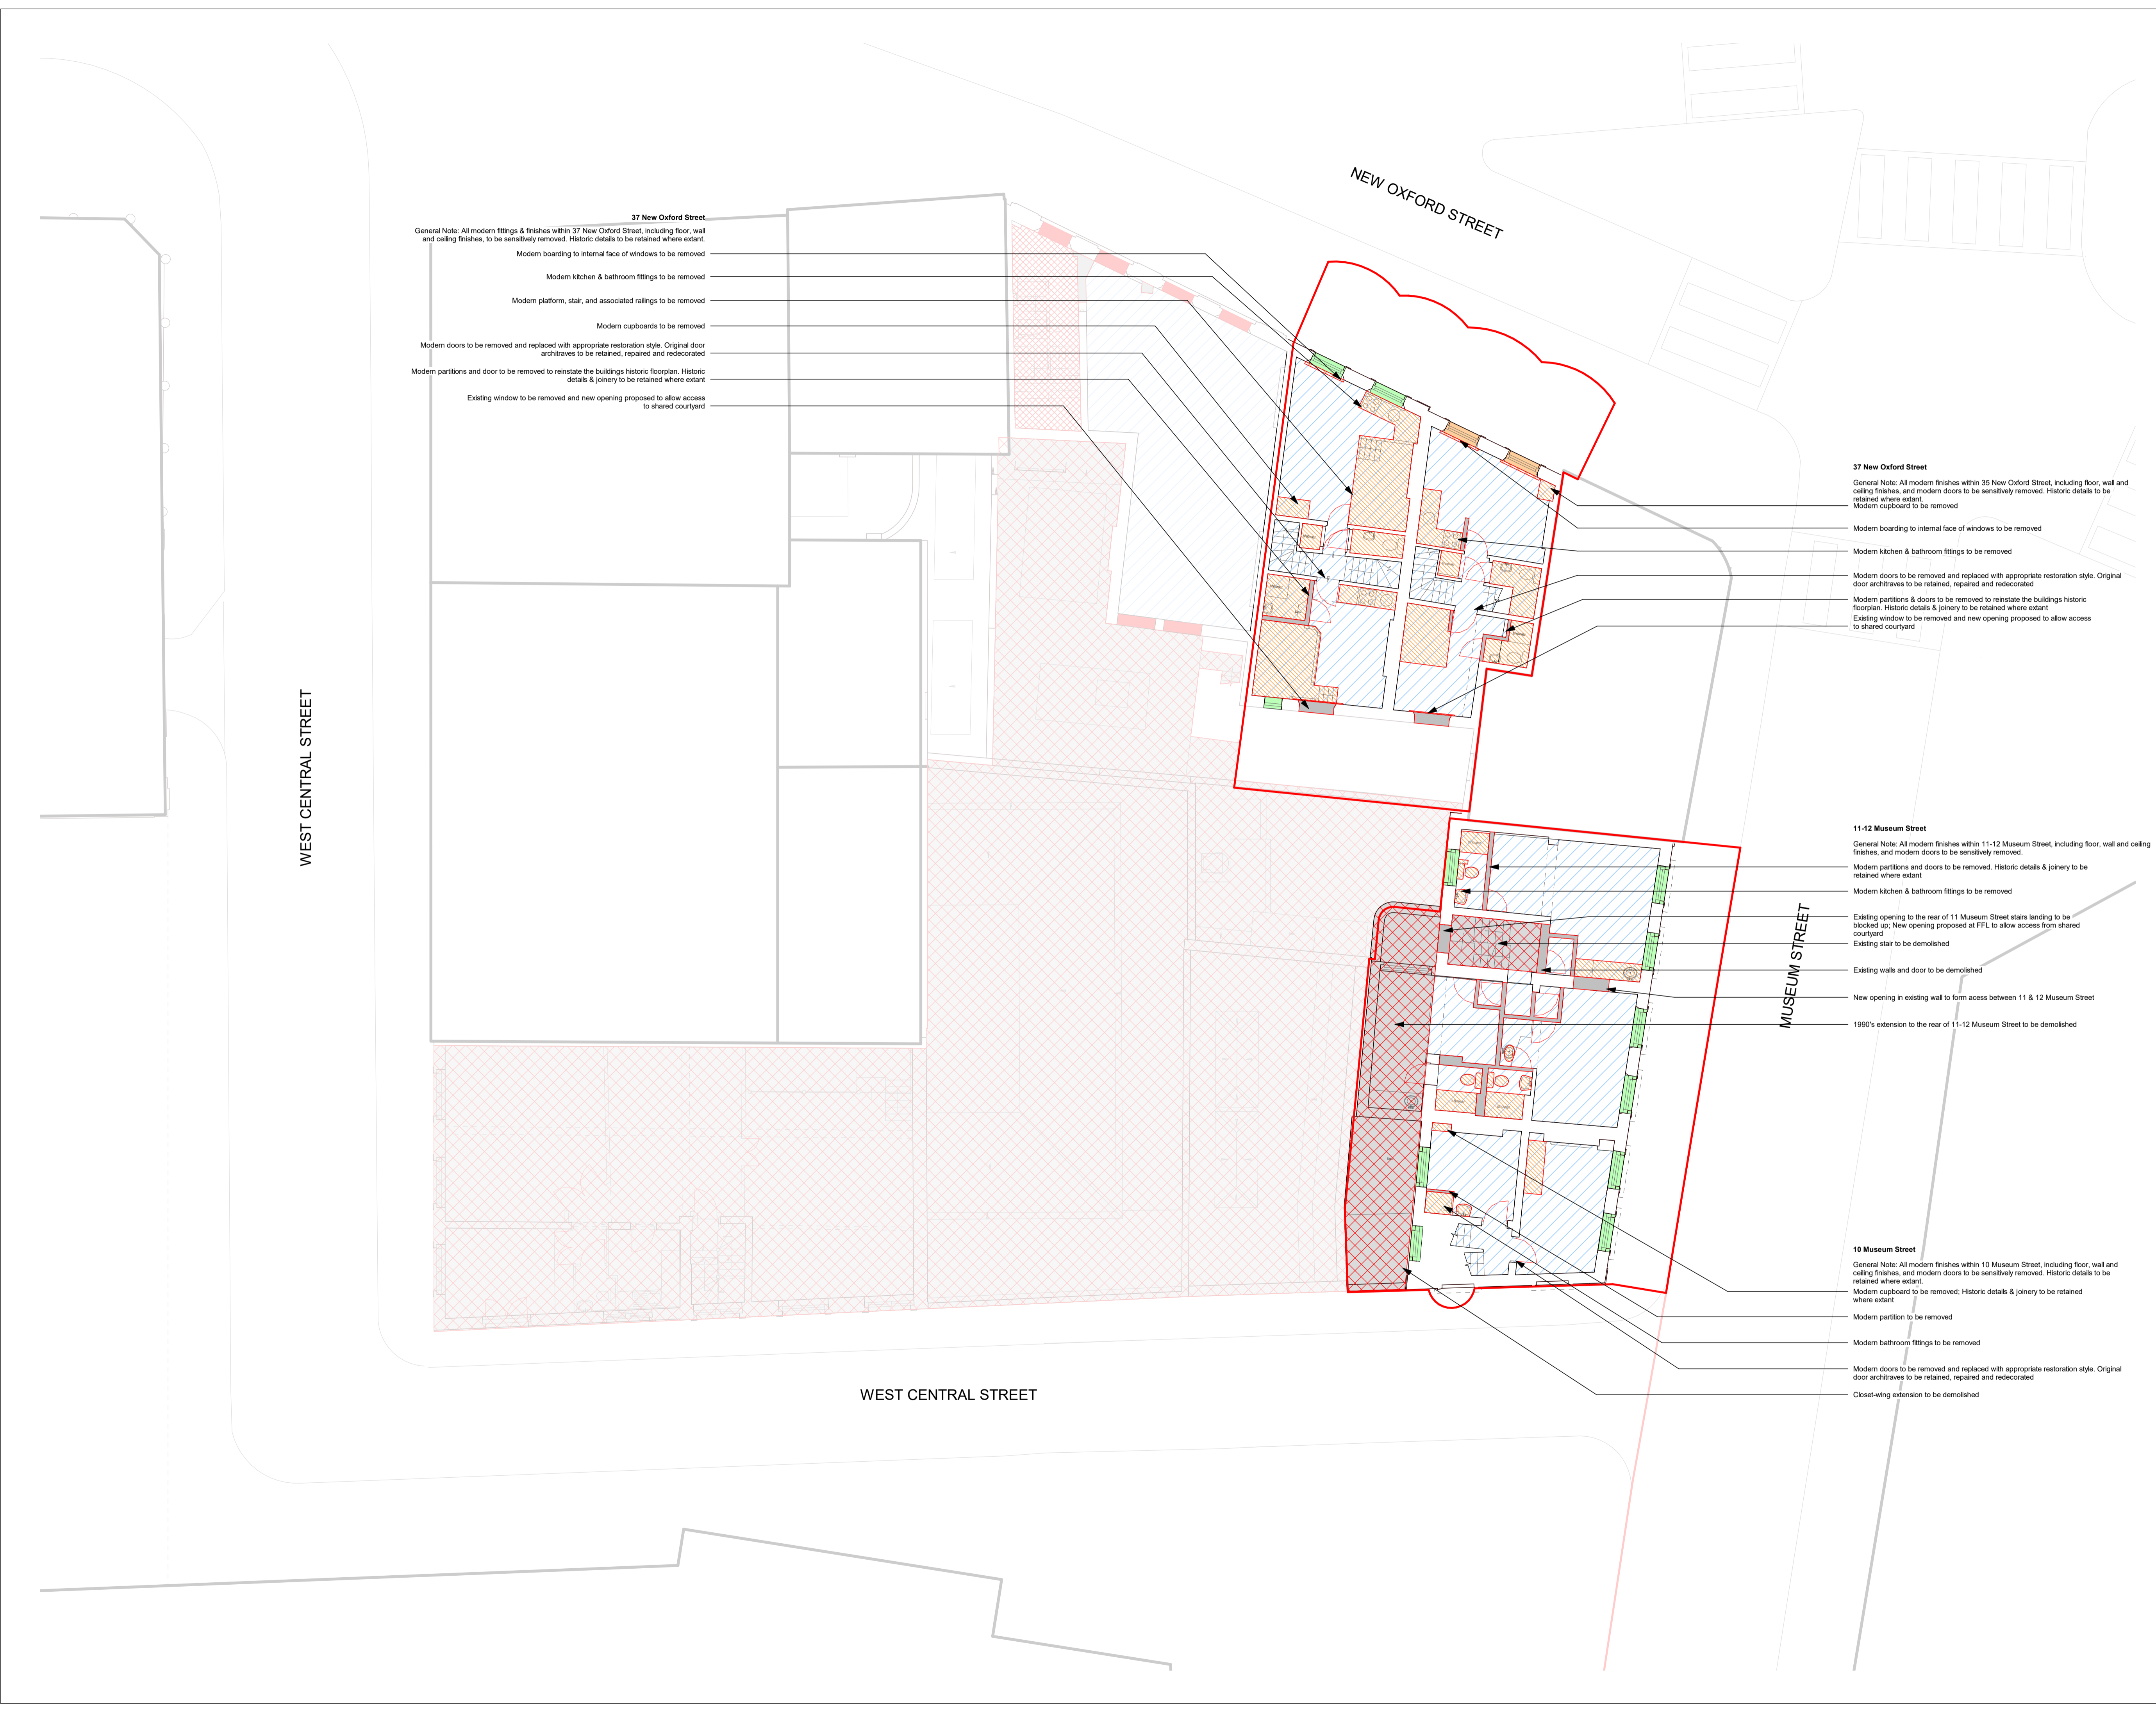 NEW OXFORD STREET
37 New Oxford Street
General Note: All modern fittings & finishes within 37 New Oxford Street, including floor, wall
and ceiling finishes, to be sensitively removed. Historic details to be retained where extant.
Modern boarding to internal face of windows to be removed
Modern kitchen & bathroom fittings to be removed
Modern platform, stair, and associated railings to be removed
Modern cupboards to be removed
Modern doors to be removed and replaced with appropriate restoration style. Original door
architraves to be retained, repaired and redecorated
Modern partitions and door to be removed to reinstate the buildings historic floorplan. Historic
details & joinery to be retained where extant
Existing window to be removed and new opening proposed to allow access
to shared courtyard
37 New Oxford Street
General Note: All modern finishes within 35 New Oxford Street, including floor, wall and
ceiling finishes, and modern doors to be sensitively removed. Historic details to be
retained where extant.
Modern cupboard to be removed
Modern boarding to internal face of windows to be removed
Modern kitchen & bathroom fittings to be removed
Modern doors to be removed and replaced with appropriate restoration style. Original
door architraves to be retained, repaired and redecorated
Modern partitions & doors to be removed to reinstate the buildings historic
floorplan. Historic details & joinery to be retained where extant
Existing window to be removed and new opening proposed to allow access
to shared courtyard
WEST CENTRAL STREET
11-12 Museum Street
General Note: All modern finishes within 11-12 Museum Street, including floor, wall and ceiling
finishes, and modern doors to be sensitively removed.
Modern partitions and doors to be removed. Historic details & joinery to be
retained where extant
Modern kitchen & bathroom fittings to be removed
Existing opening to the rear of 11 Museum Street stairs landing to be
blocked up; New opening proposed at FFL to allow access from shared
courtyard
Existing stair to be demolished
Existing walls and door to be demolished
New opening in existing wall to form acess between 11 & 12 Museum Street
1990's extension to the rear of 11-12 Museum Street to be demolished
MUSEUM STREET
10 Museum Street
General Note: All modern finishes within 10 Museum Street, including floor, wall and
ceiling finishes, and modern doors to be sensitively removed. Historic details to be
retained where extant.
Modern cupboard to be removed; Historic details & joinery to be retained
where extant
Modern partition to be removed
Modern bathroom fittings to be removed
Modern doors to be removed and replaced with appropriate restoration style. Original
door architraves to be retained, repaired and redecorated
Closet-wing extension to be demolished
WEST CENTRAL STREET